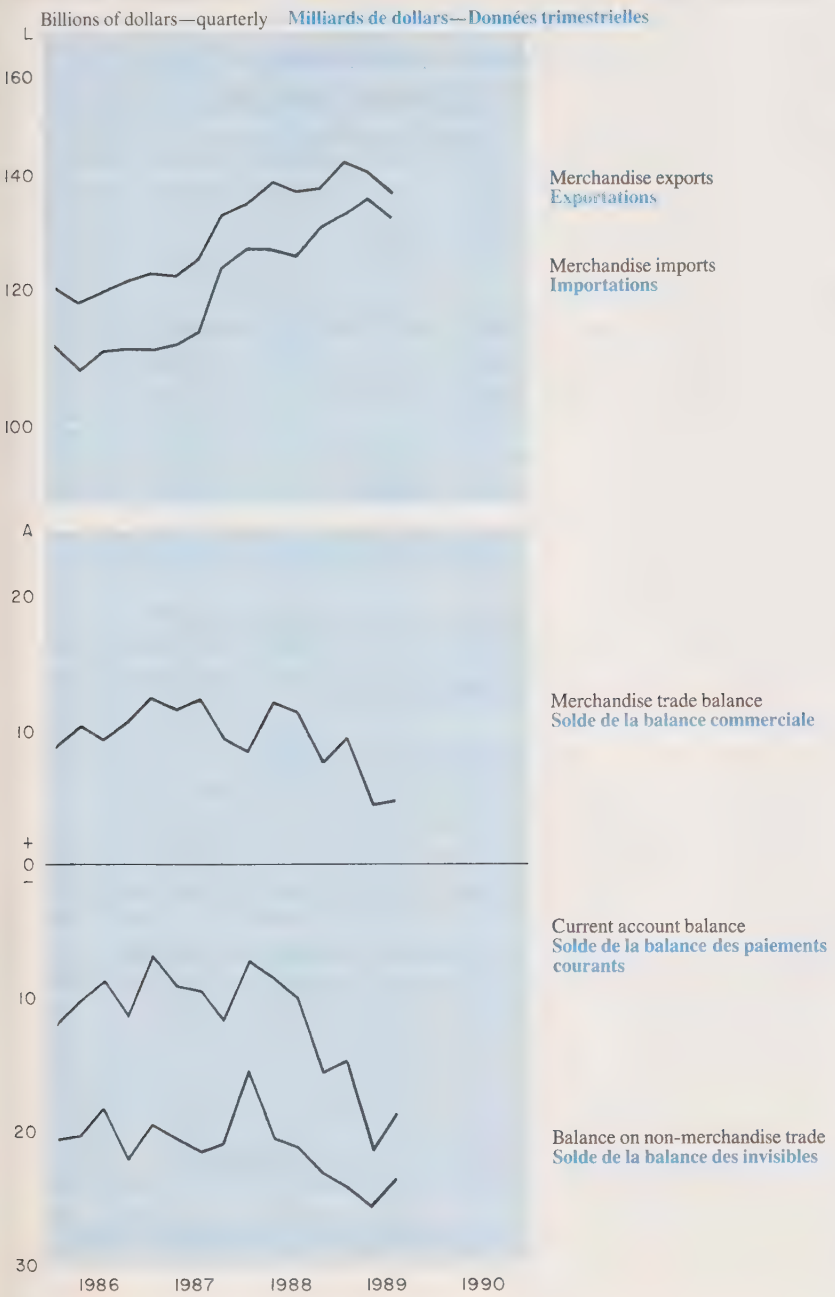 Billions of dollars—quarterly Milliards de dollars—Données trimestrielles
L
160
140
Merchandise exports
Exportations
Merchandise imports
Importations
120
100
A
20
Merchandise trade balance
Solde de la balance commerciale
10
+
0
−
Current account balance
Solde de la balance des paiements
courants
10
20
Balance on non-merchandise trade
Solde de la balance des invisibles
30
1986 1987 1988 1989 1990